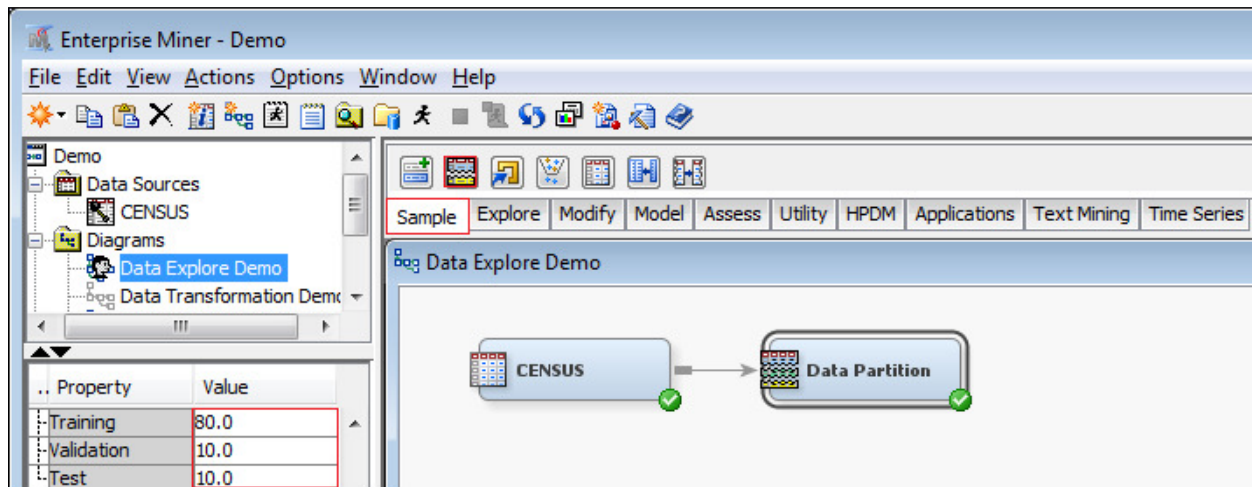 Enterprise Miner - Demo
File Edit View Actions Options Window Help
Demo
Data Sources
CENSUS
Diagrams
Data Explore Demo
Data Transformation Demo
.. Property Value
Training 80.0
Validation 10.0
Test 10.0
Sample Explore Modify Model Assess Utility HPDM Applications Text Mining Time Series
Data Explore Demo
CENSUS
Data Partition